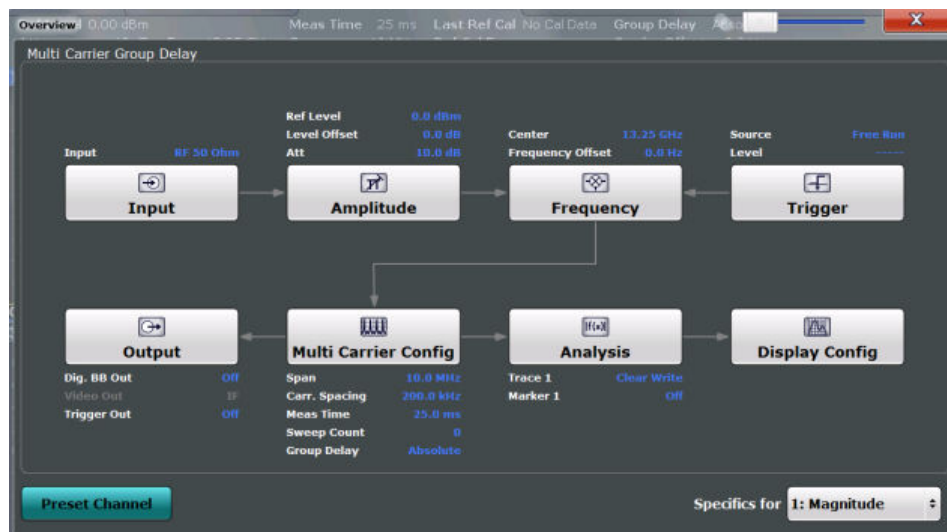 Overview 0.00 dBm Meas Time 25 ms Last Ref Cal No Cal Data Group Delay
Multi Carrier Group Delay
Ref Level 0.0 dBm
Level Offset 0.0 dB
Center 13.25 GHz
Source Free Run
Input RF 50 Ohm
Att 10.0 dB
Frequency Offset 0.0 Hz
Level -----
Input
Amplitude
Frequency
Trigger
Output
Multi Carrier Config
Analysis
Display Config
Dig. BB Out Off
Video Out IF
Trigger Out Off
Span 10.0 MHz
Carr. Spacing 200.0 kHz
Meas Time 25.0 ms
Sweep Count 0
Group Delay Absolute
Trace 1 Clear Write
Marker 1 Off
Preset Channel
Specifics for 1: Magnitude